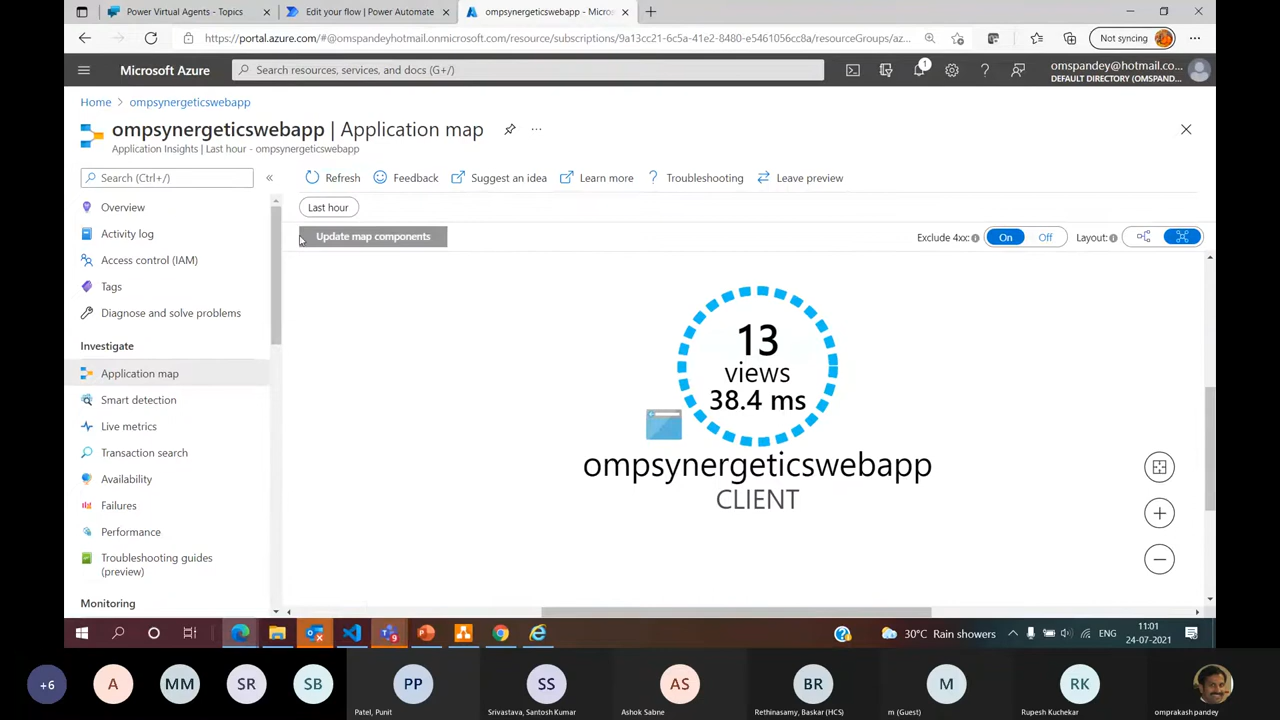 Power Virtual Agents - Topics
Edit your flow | Power Automate
ompsynergeticswebapp - Micros
https://portal.azure.com/#@omspandeyhotmail.onmicrosoft.com/resource/subscriptions/9a13cc21-6c5a-41e2-8480-e5461056cc8a/resourceGroups/az...
Not syncing
Microsoft Azure
Search resources, services, and docs (G+/)
1
omspandey@hotmail.co...
DEFAULT DIRECTORY (OMSPAND...
Home > ompsynergeticswebapp
ompsynergeticswebapp | Application map
Application Insights | Last hour - ompsynergeticswebapp
Search (Ctrl+/)
Refresh
Feedback
Suggest an idea
Learn more
Troubleshooting
Leave preview
Last hour
Update map components
Exclude 4xx:
On
Off
Layout:
Overview
Activity log
Access control (IAM)
Tags
Diagnose and solve problems
Investigate
Application map
Smart detection
Live metrics
Transaction search
Availability
Failures
Performance
Troubleshooting guides
(preview)
Monitoring
13
views
38.4 ms
ompsynergeticswebapp
CLIENT
30°C Rain showers
ENG
11:01
24-07-2021
+6
A
MM
SR
SB
PP
SS
AS
BR
M
RK
Patel, Punit
Srivastava, Santosh Kumar
Ashok Sabne
Rethinasamy, Baskar (HCS)
m (Guest)
Rupesh Kuchekar
omprakash pandey